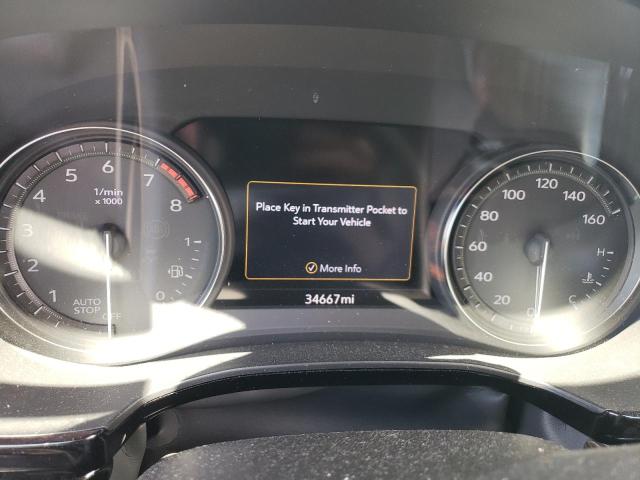 Place Key in Transmitter Pocket to
Start Your Vehicle
More Info
34667mi
1/min
x 1000
1
2
3
4
5
6
7
8
AUTO
STOP
OFF
1
0
0
20
40
60
80
100
120
140
160
H
C